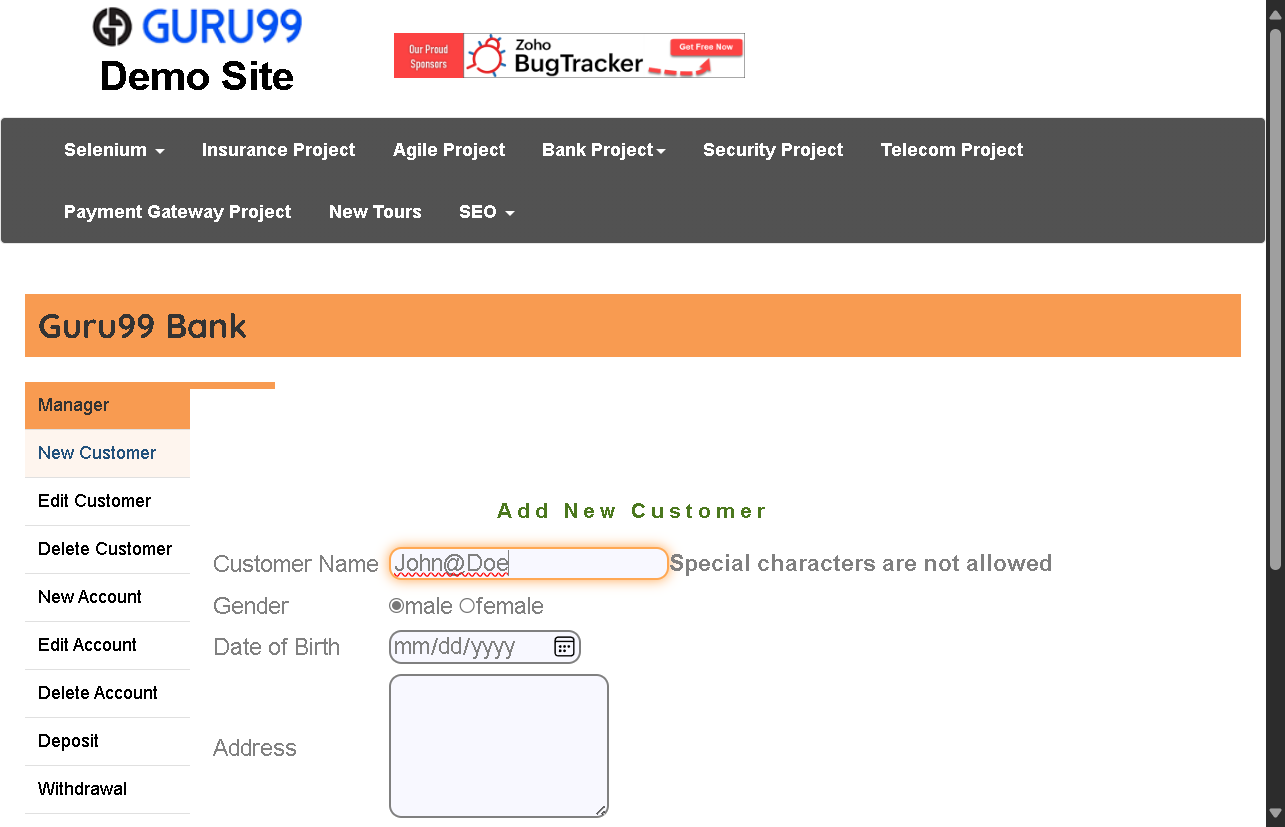 GURU99
Demo Site
Our Proud Sponsors
Zoho BugTracker
Get Free Now
Selenium Insurance Project Agile Project Bank Project Security Project Telecom Project
Payment Gateway Project New Tours SEO
Guru99 Bank
Manager
New Customer
Edit Customer
Delete Customer
New Account
Edit Account
Delete Account
Deposit
Withdrawal
Add New Customer
Customer Name John@Doe Special characters are not allowed
Gender male female
Date of Birth mm/dd/yyyy
Address